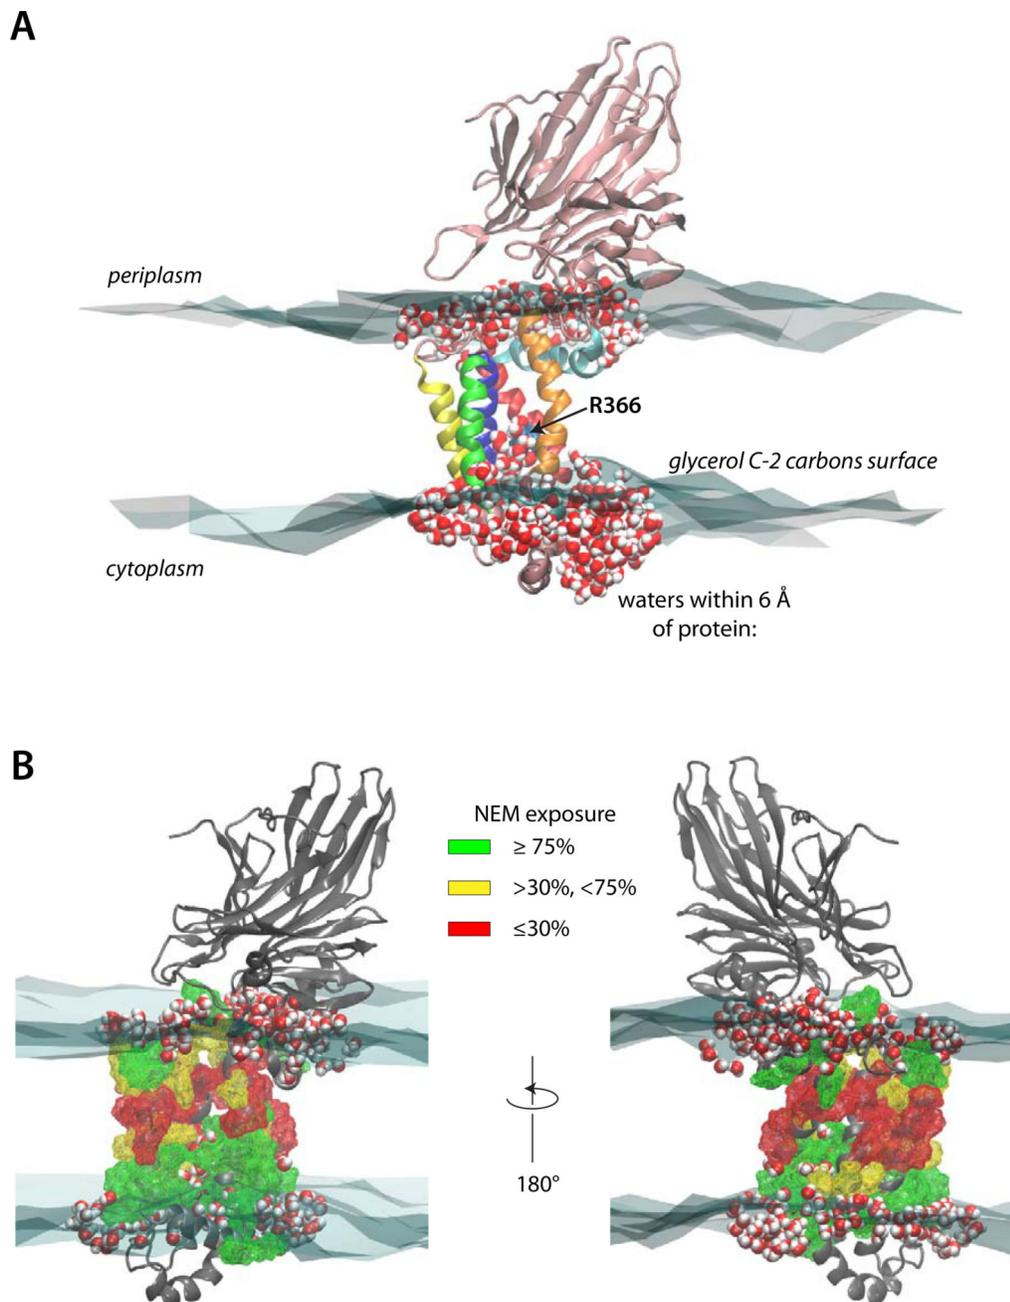 A
periplasm
R366
glycerol C-2 carbons surface
cytoplasm
waters within 6 Å
of protein:
B
NEM exposure
≥ 75%
>30%, <75%
≤30%
180°